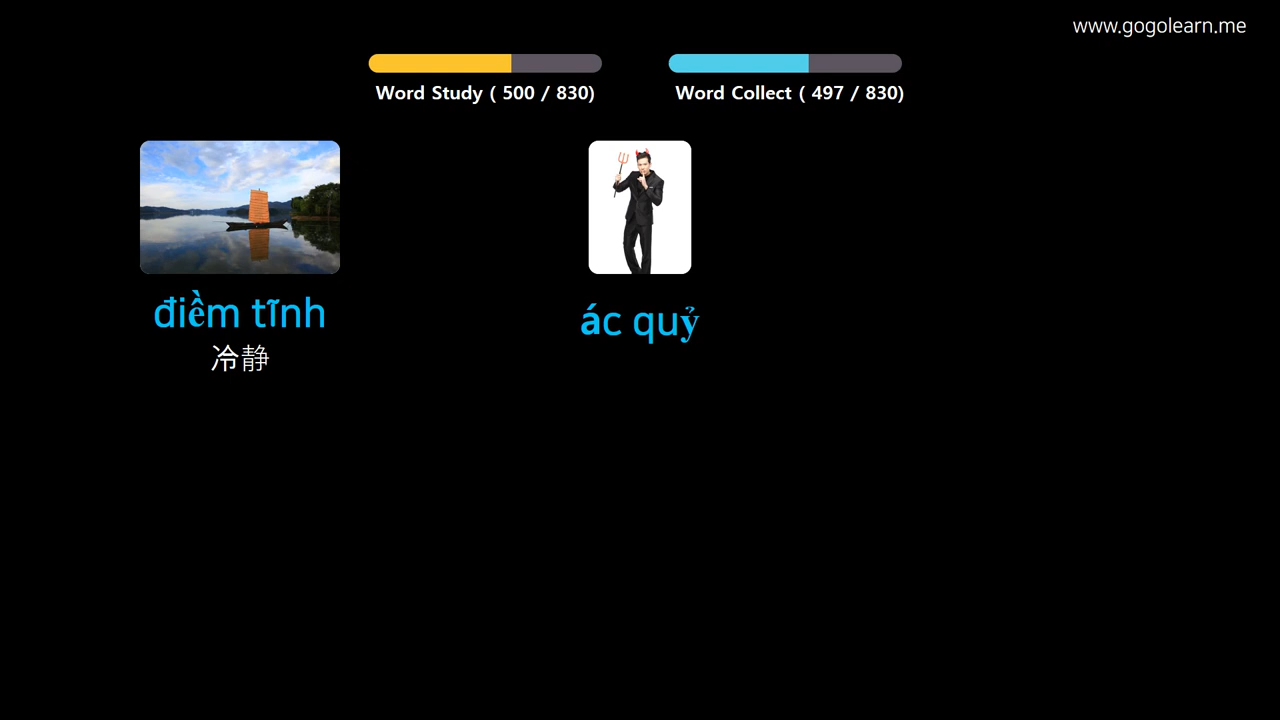 www.gogolearn.me
Word Study ( 500 / 830)
Word Collect ( 497 / 830)
điềm tĩnh
冷静
ác quỷ